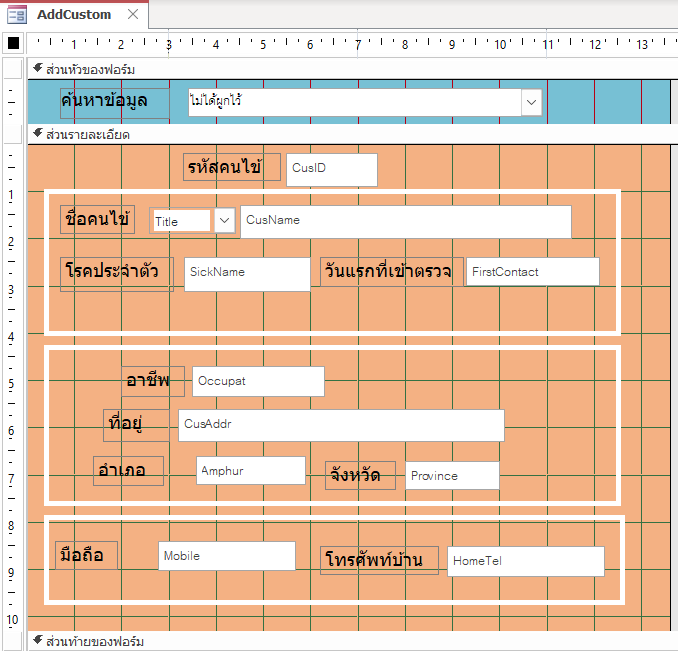 AddCustom
1 2 3 4 5 6 7 8 9 10 11 12 13
ส่วนหัวของฟอร์ม
ค้นหาข้อมูล ไม่ได้ผูกไว้
ส่วนรายละเอียด
รหัสคนไข้ CusID
1
ชื่อคนไข้ Title CusName
2
โรคประจำตัว SickName วันแรกที่เข้าตรวจ FirstContact
3
4
อาชีพ Occupat
5
ที่อยู่ CusAddr
6
อำเภอ Amphur จังหวัด Province
7
8
มือถือ Mobile โทรศัพท์บ้าน HomeTel
9
10
ส่วนท้ายของฟอร์ม